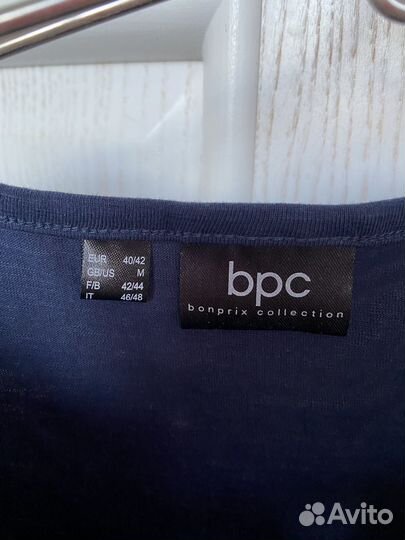 EUR 40/42
GB/US M
F/B 42/44
IT 46/48
bpc
bonprix collection
Avito